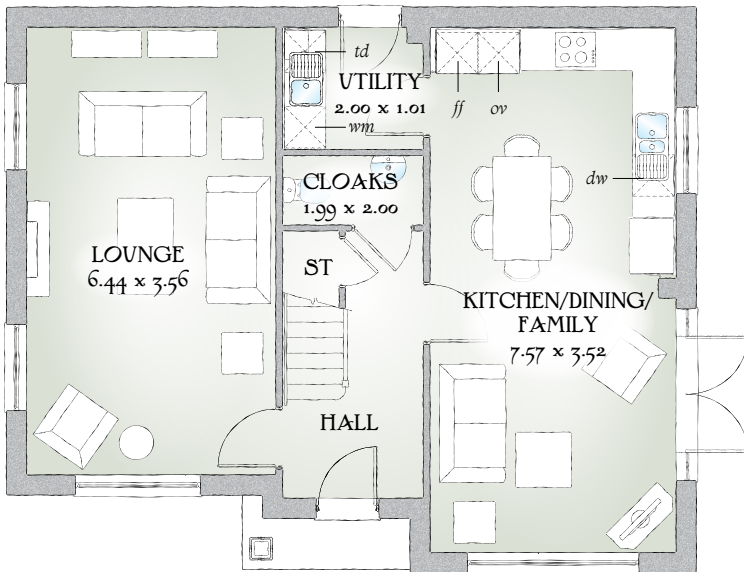 td
UTILITY
2.00 x 1.01
ff
ov
wm
dw
CLOAKS
1.99 x 2.00
LOUNGE
6.44 x 3.56
ST
KITCHEN/DINING/
FAMILY
7.57 x 3.52
HALL